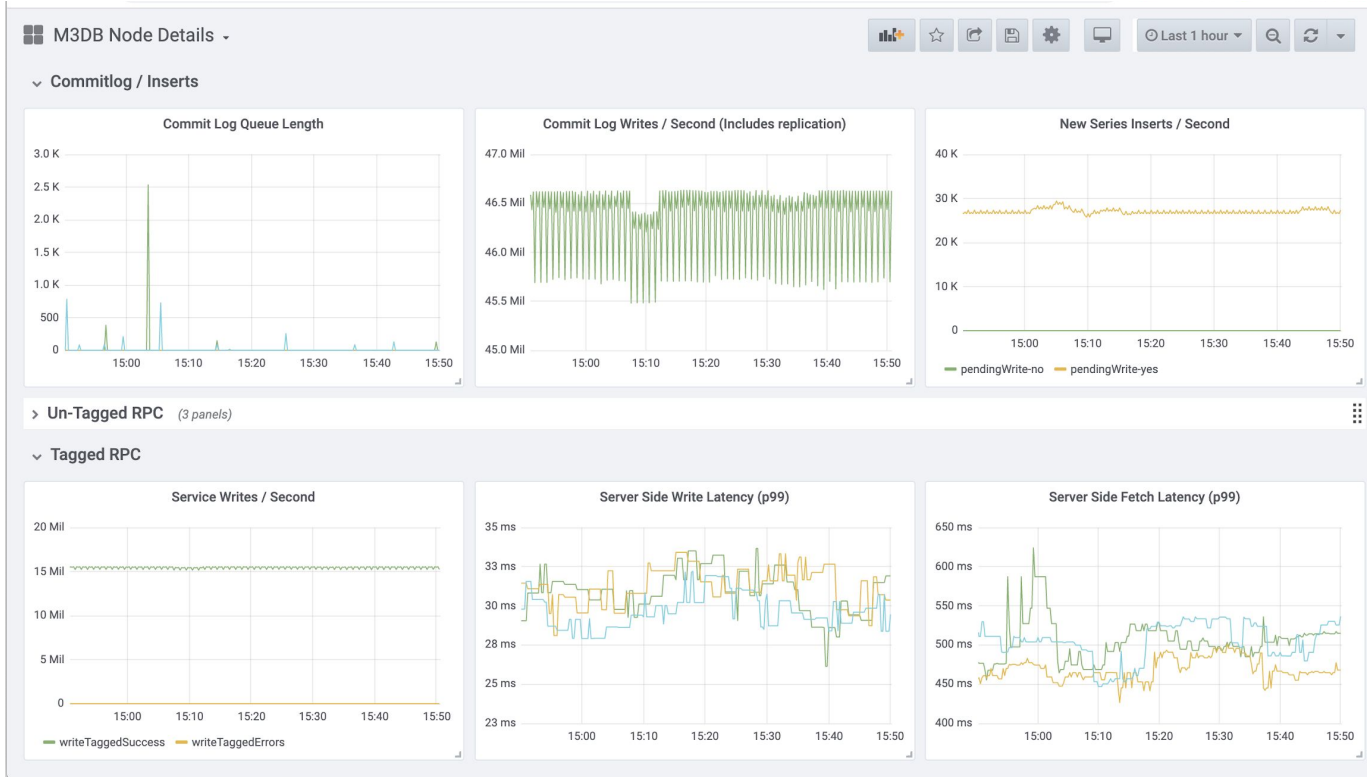 M3DB Node Details
Last 1 hour
Commitlog / Inserts
Commit Log Queue Length
3.0 K
2.5 K
2.0 K
1.5 K
1.0 K
500
0
15:00 15:10 15:20 15:30 15:40 15:50
Commit Log Writes / Second (Includes replication)
47.0 Mil
46.5 Mil
46.0 Mil
45.5 Mil
45.0 Mil
15:00 15:10 15:20 15:30 15:40 15:50
New Series Inserts / Second
40 K
30 K
20 K
10 K
0
15:00 15:10 15:20 15:30 15:40 15:50
pendingWrite-no pendingWrite-yes
Un-Tagged RPC (3 panels)
Tagged RPC
Service Writes / Second
20 Mil
15 Mil
10 Mil
5 Mil
0
15:00 15:10 15:20 15:30 15:40 15:50
writeTaggedSuccess writeTaggedErrors
Server Side Write Latency (p99)
35 ms
33 ms
30 ms
28 ms
25 ms
23 ms
15:00 15:10 15:20 15:30 15:40 15:50
Server Side Fetch Latency (p99)
650 ms
600 ms
550 ms
500 ms
450 ms
400 ms
15:00 15:10 15:20 15:30 15:40 15:50